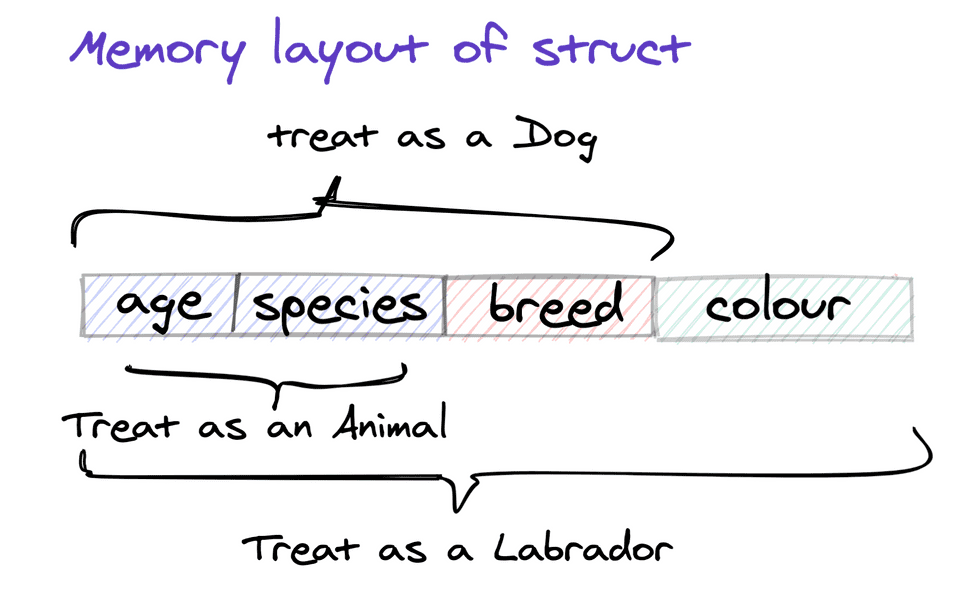 Memory layout of struct
treat as a Dog
age species breed colour
Treat as an Animal
Treat as a Labrador